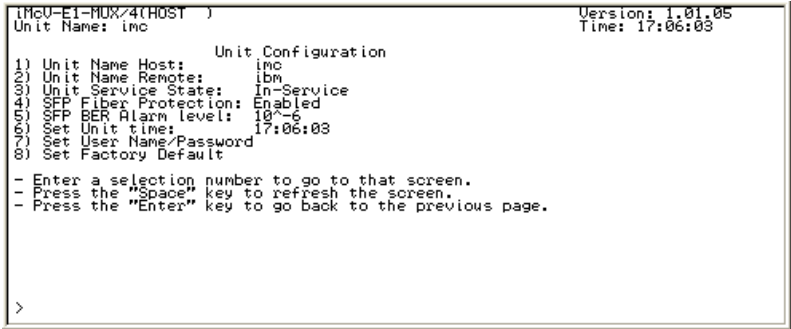 iMcV-E1-MUX/4(HOST  ) Version: 1.01.05
Unit Name: imc Time: 17:06:03
Unit Configuration
1) Unit Name Host: imc
2) Unit Name Remote: ibm
3) Unit Service State: In-Service
4) SFP Fiber Protection: Enabled
5) SFP BER Alarm level: 10^-6
6) Set Unit time: 17:06:03
7) Set User Name/Password
8) Set Factory Default
- Enter a selection number to go to that screen.
- Press the "Space" key to refresh the screen.
- Press the "Enter" key to go back to the previous page.
>